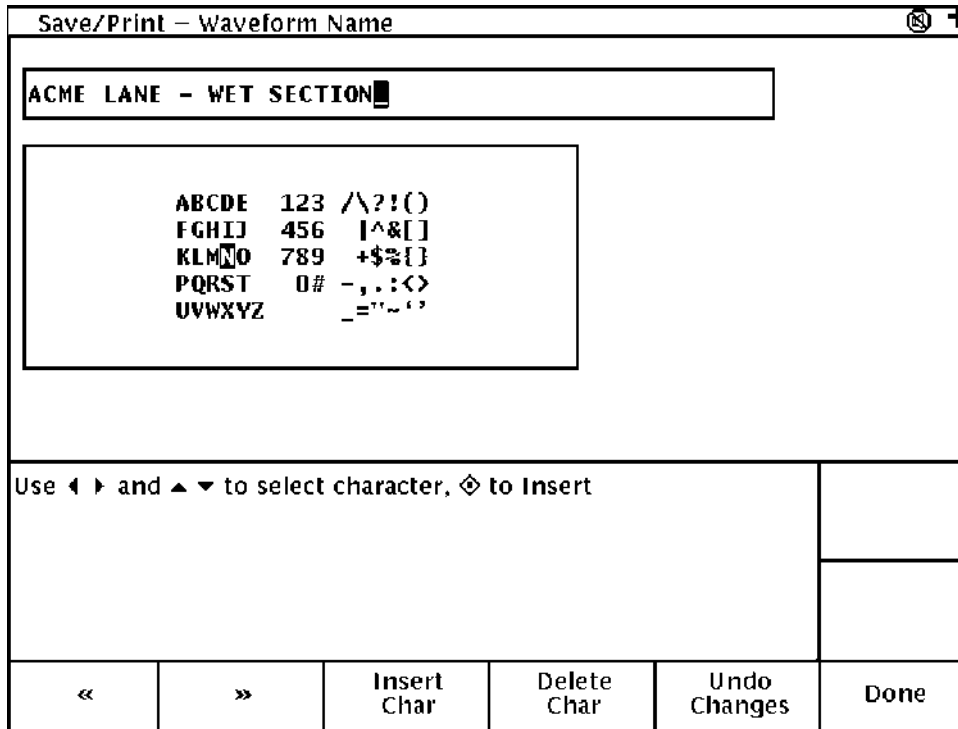 Save/Print – Waveform Name
ACME LANE – WET SECTION
ABCDE 123 /\?!()
FGHIJ 456 |^&[]
KLMNO 789 +$%{}
PQRST 0# -,.:<>
UVWXYZ _="~‘’
Use ◂ ▸ and ▴ ▾ to select character, to Insert
« » Insert Char Delete Char Undo Changes Done